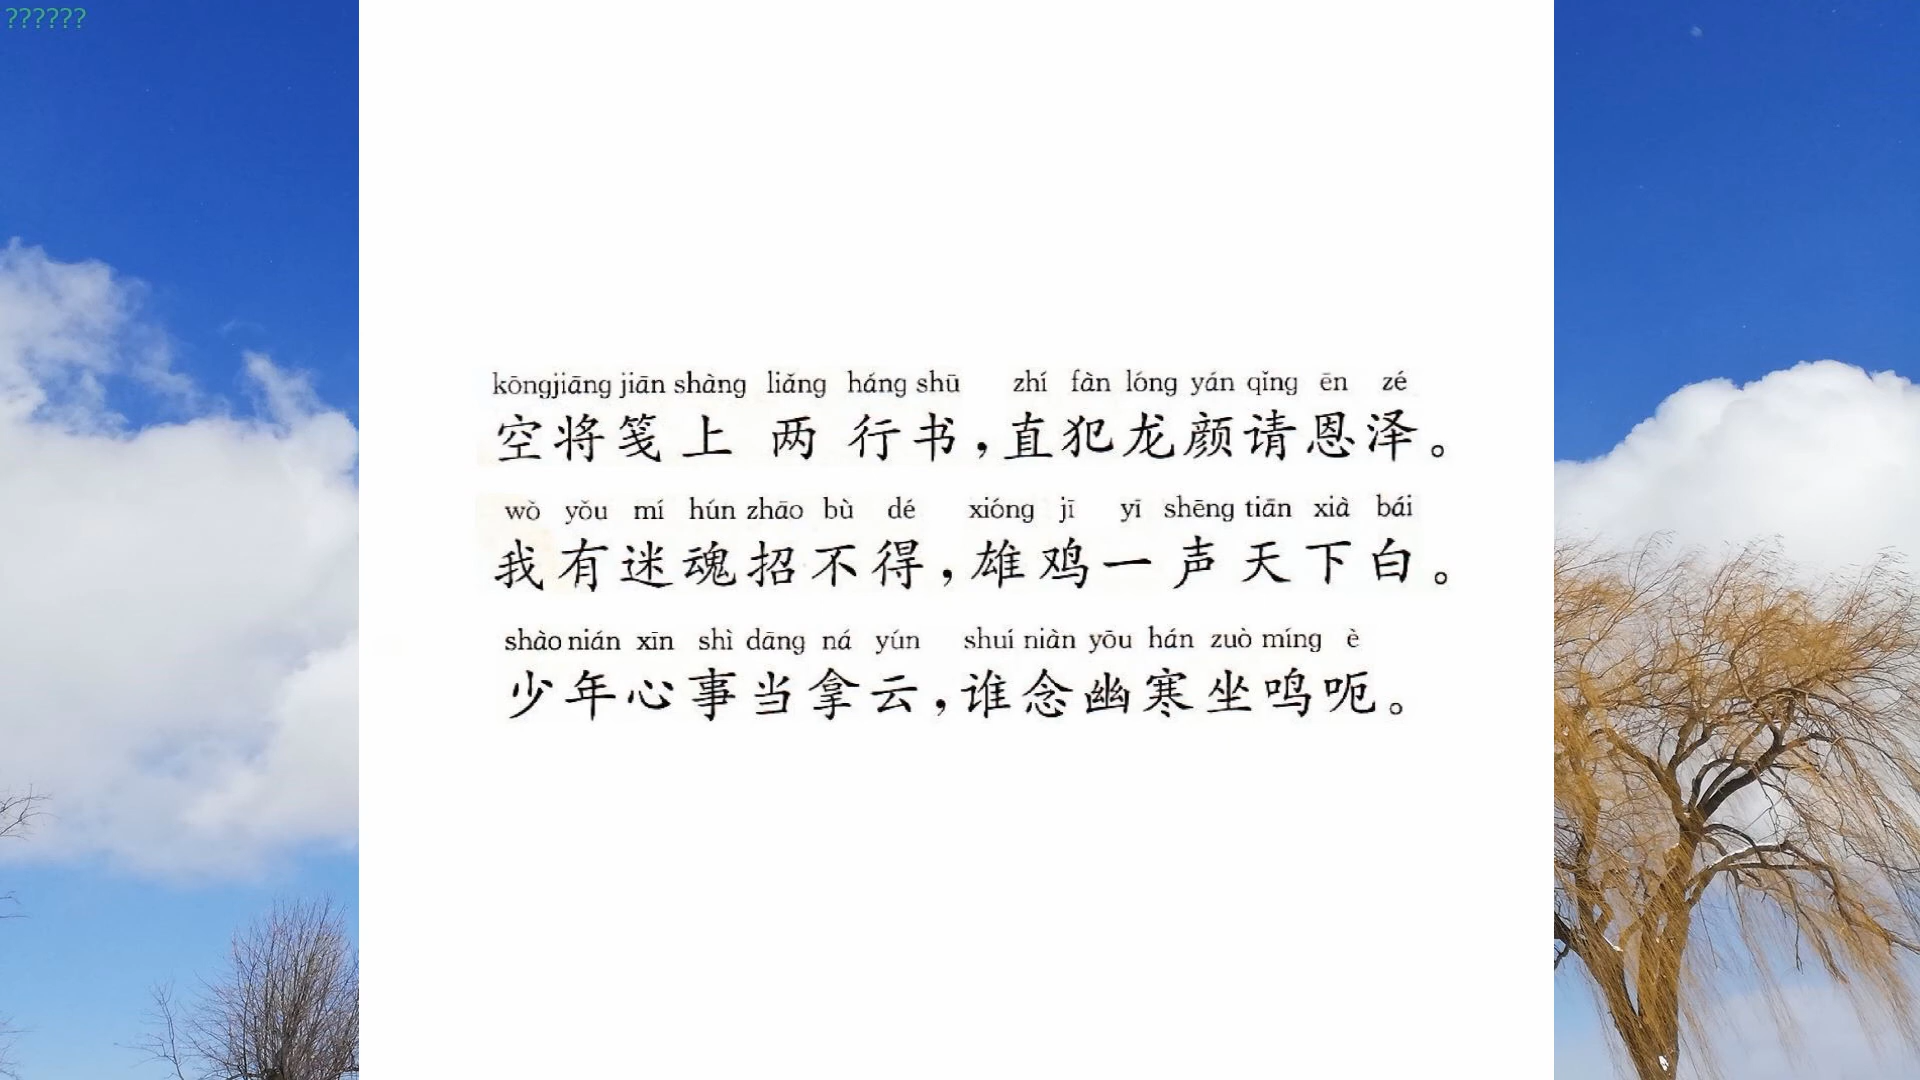 ??????
kōngjiāng jiān shàng liǎng háng shū zhí fàn lóng yán qǐng ēn zé
空将笺上两行书,直犯龙颜请恩泽。
wǒ yǒu mí hún zhāo bù dé xióng jī yī shēng tiān xià bái
我有迷魂招不得,雄鸡一声天下白。
shào nián xīn shì dāng ná yún shuí niàn yōu hán zuò míng è
少年心事当拿云,谁念幽寒坐鸣呃。